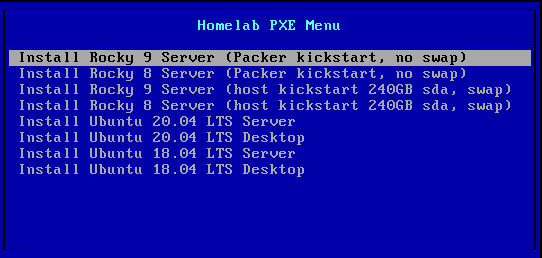 Homelab PXE Menu
Install Rocky 9 Server (Packer kickstart, no swap)
Install Rocky 8 Server (Packer kickstart, no swap)
Install Rocky 9 Server (host kickstart 240GB sda, swap)
Install Rocky 8 Server (host kickstart 240GB sda, swap)
Install Ubuntu 20.04 LTS Server
Install Ubuntu 20.04 LTS Desktop
Install Ubuntu 18.04 LTS Server
Install Ubuntu 18.04 LTS Desktop